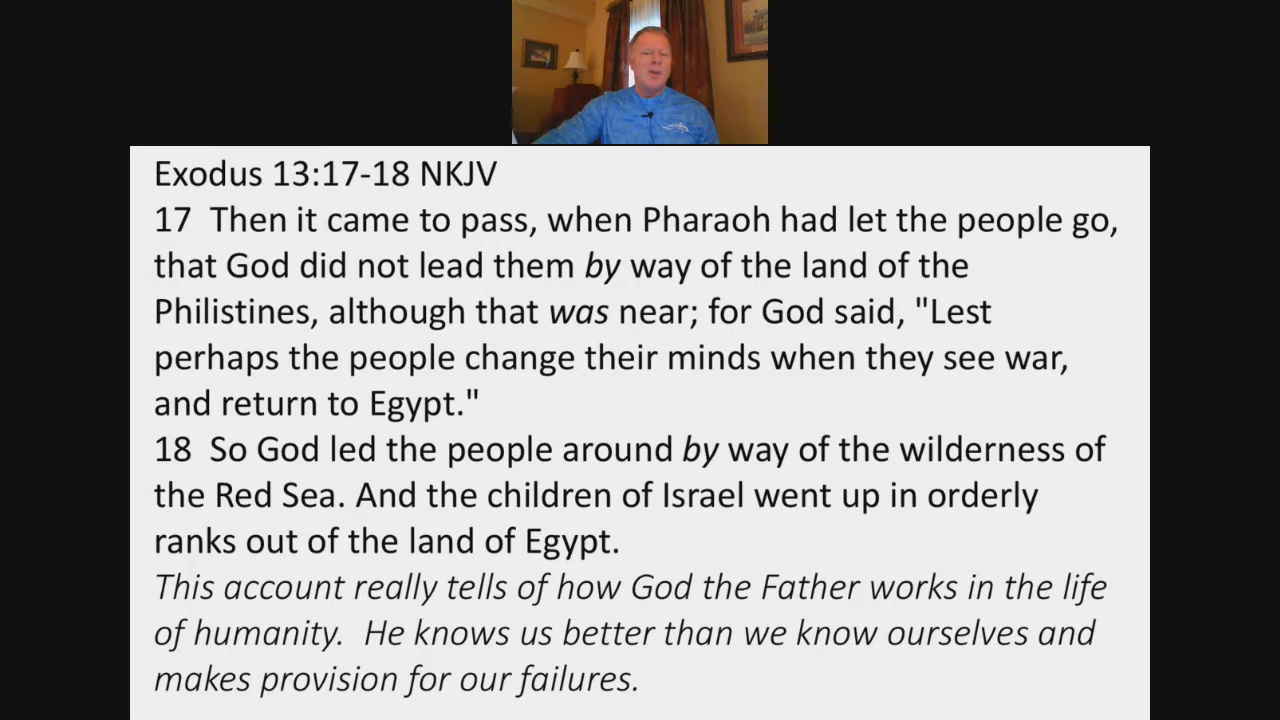 Exodus 13:17-18 NKJV
17  Then it came to pass, when Pharaoh had let the people go,
that God did not lead them by way of the land of the
Philistines, although that was near; for God said, "Lest
perhaps the people change their minds when they see war,
and return to Egypt."
18  So God led the people around by way of the wilderness of
the Red Sea. And the children of Israel went up in orderly
ranks out of the land of Egypt.
This account really tells of how God the Father works in the life
of humanity.  He knows us better than we know ourselves and
makes provision for our failures.